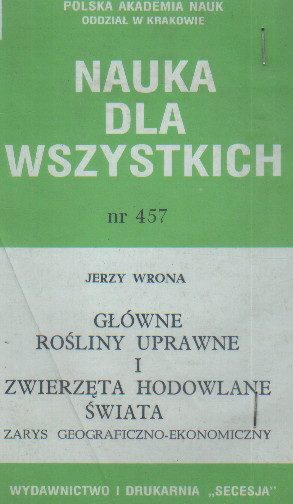 POLSKA AKADEMIA NAUK
ODDZIAŁ W KRAKOWIE
NAUKA
DLA
WSZYSTKICH
nr 457
JERZY WRONA
GŁÓWNE
ROŚLINY UPRAWNE
I
ZWIERZĘTA HODOWLANE
ŚWIATA
ZARYS GEOGRAFICZNO-EKONOMICZNY
WYDAWNICTWO I DRUKARNIA „SECESJA”